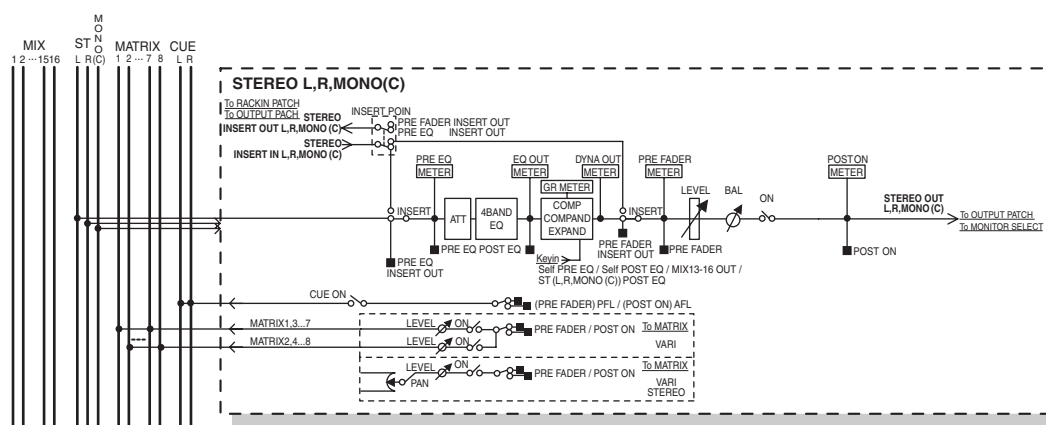 MIX
1 2 ··· 1516
ST
L R
MONO
(C)
MATRIX
1 2 ··· 7 8
CUE
L R
STEREO L,R,MONO(C)
To RACKIN PATCH
To OUTPUT PACH
STEREO
INSERT OUT L,R,MONO (C)
STEREO
INSERT IN L,R,MONO (C)
INSERT POIN
PRE FADER INSERT OUT
PRE EQ INSERT OUT
PRE EQ
METER
EQ OUT
METER
DYNA OUT
METER
PRE FADER
METER
POST ON
METER
GR METER
INSERT
ATT
4BAND
EQ
COMP
COMPAND
EXPAND
INSERT
LEVEL
BAL
ON
STEREO OUT
L,R,MONO (C)
To OUTPUT PATCH
To MONITOR SELECT
PRE EQ
INSERT OUT
PRE EQ
POST EQ
PRE FADER
INSERT OUT
PRE FADER
POST ON
Keyin
Self PRE EQ / Self POST EQ / MIX13-16 OUT /
ST (L,R,MONO (C)) POST EQ
CUE ON
(PRE FADER) PFL / (POST ON) AFL
MATRIX1,3...7
LEVEL
ON
PRE FADER / POST ON
To MATRIX
VARI
MATRIX2,4...8
LEVEL
ON
LEVEL
PAN
ON
PRE FADER / POST ON
To MATRIX
VARI
STEREO